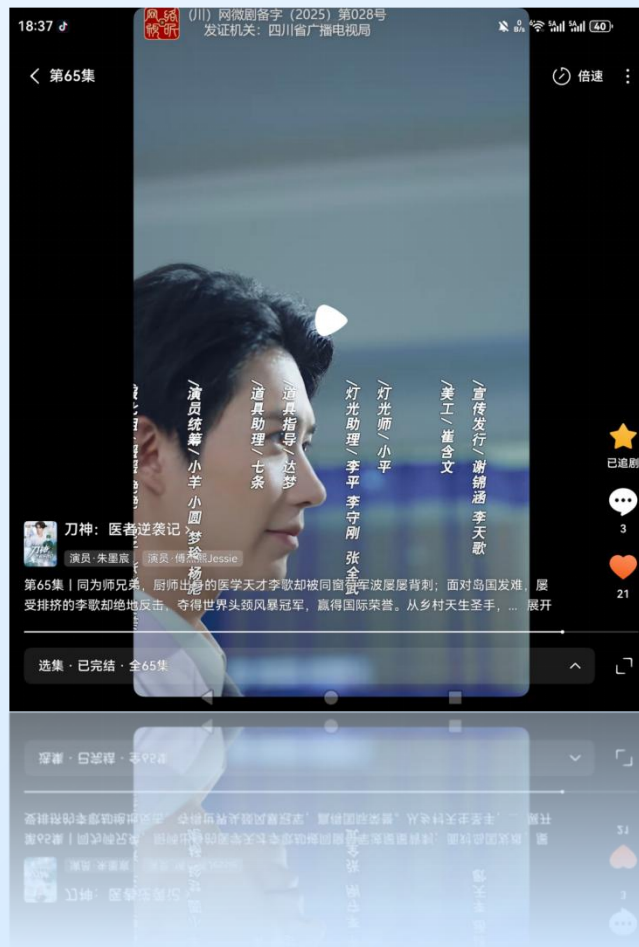 18:37
网络视听
(川)网微剧备字(2025)第028号
发证机关:四川省广播电视局
40
第65集
倍速
/宣传发行/谢锦涵 李天歌
/美工/崔含文
/灯光师/小平
/灯光助理/李平 李守刚 张全武
/道具指导/达梦
/道具助理/七条
/演员统筹/小羊 小圆 梦玲 杨
已追剧
3
21
刀神:医者逆袭记
演员·朱墨宸
演员·傅 Jessie
第65集 | 同为师兄弟,厨师出身的医学天才李歌却被同窗 军波屡屡背刺;面对岛国发难,屡
受排挤的李歌却绝地反击,夺得世界头颈风暴冠军,赢得国际荣誉。从乡村天生圣手,... 展开
选集·已完结·全65集